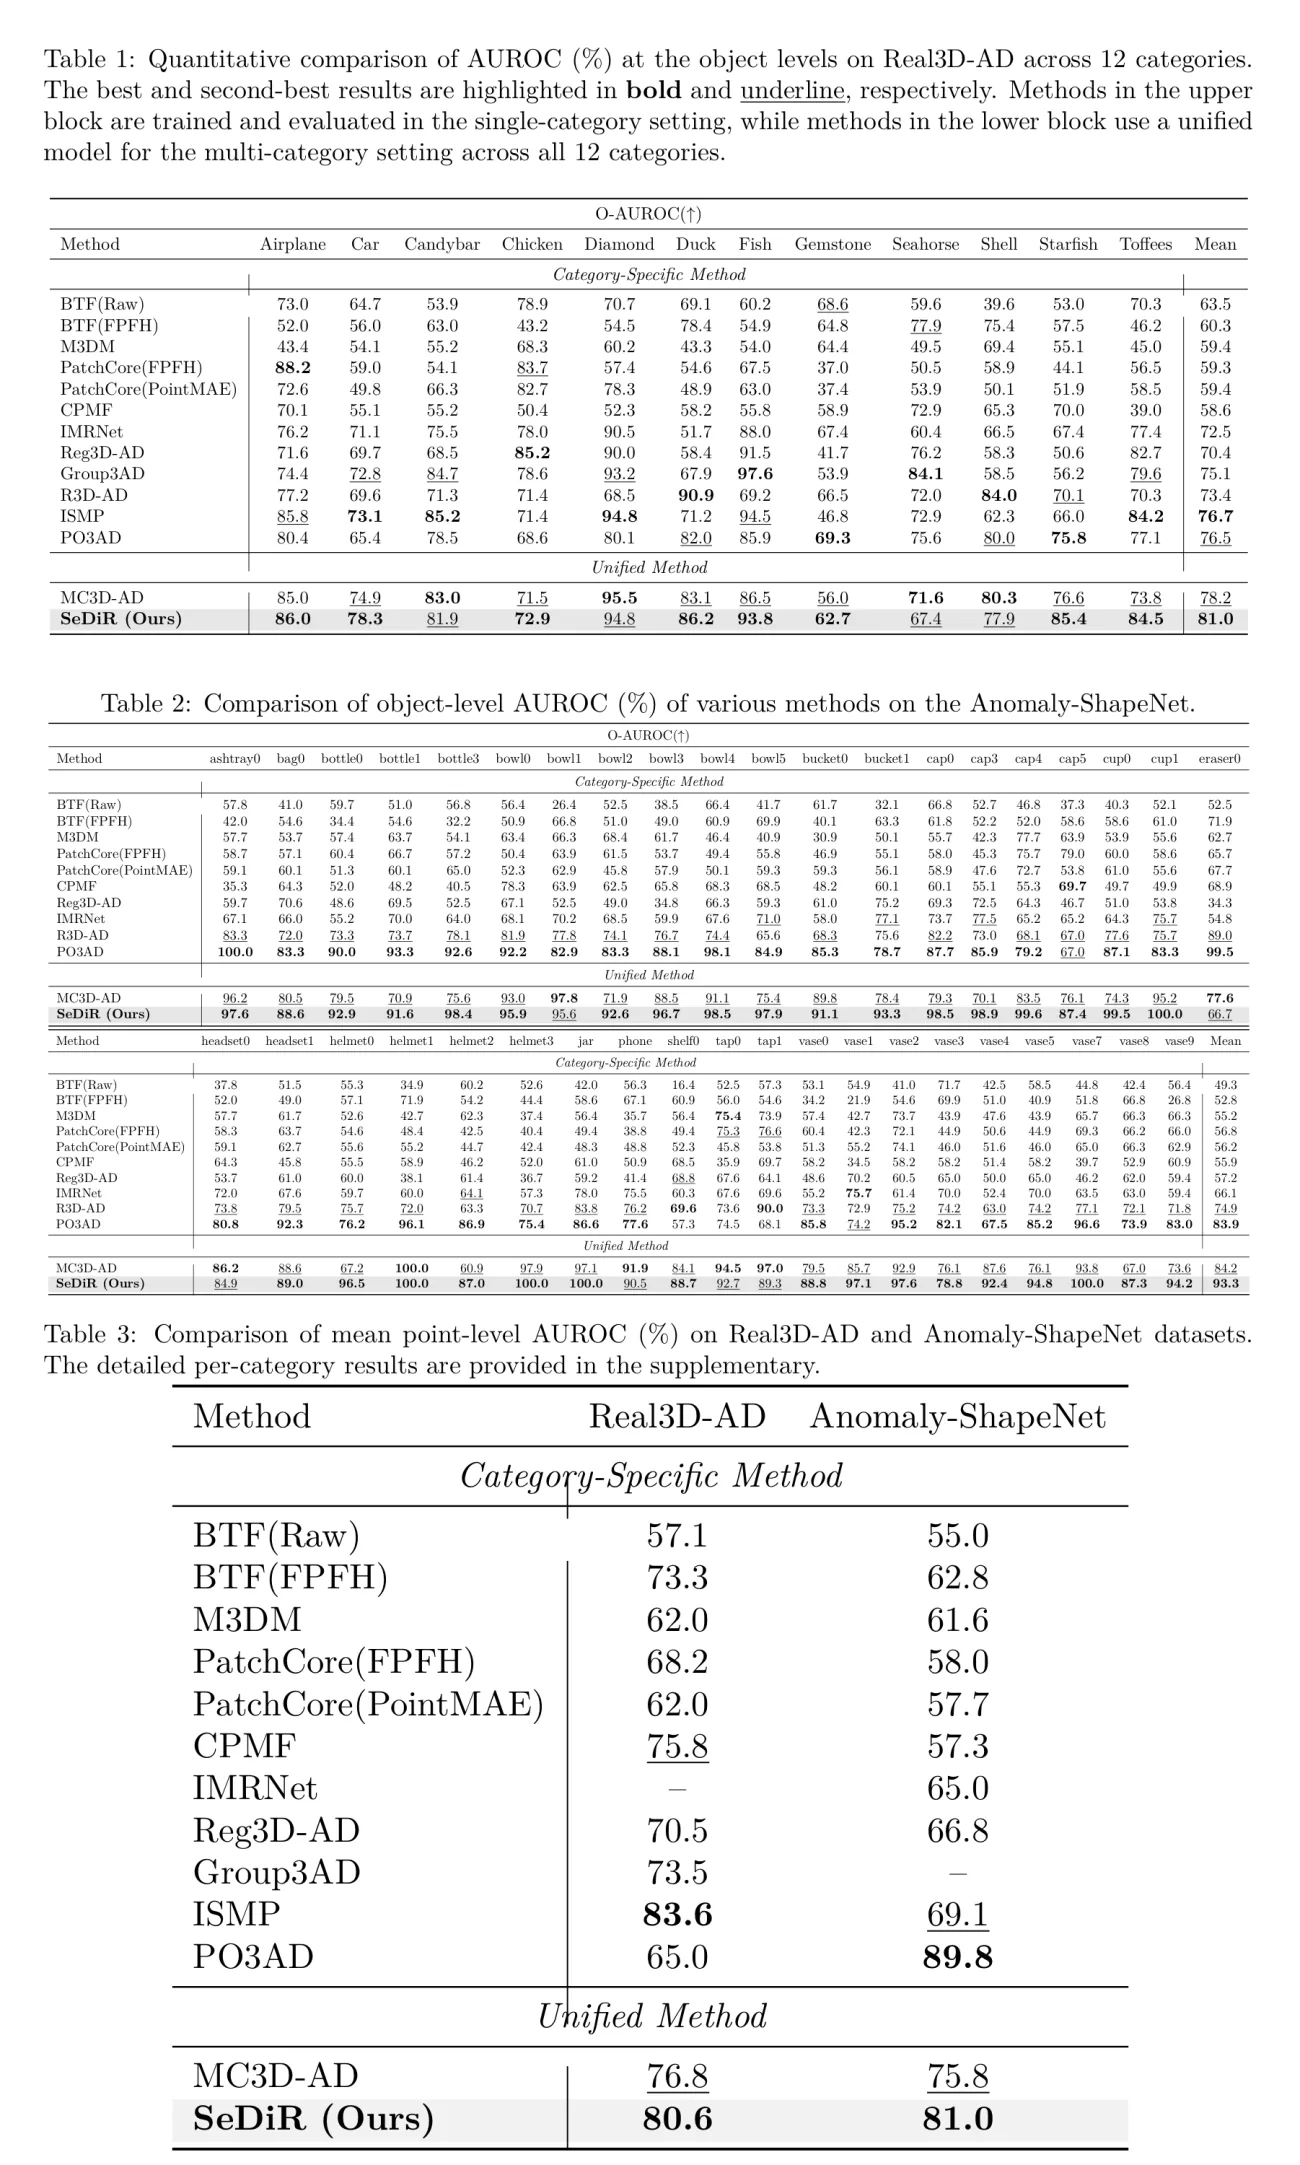 Table 1: Quantitative comparison of AUROC (%) at the object levels on Real3D-AD across 12 categories.
The best and second-best results are highlighted in bold and underline, respectively. Methods in the upper
block are trained and evaluated in the single-category setting, while methods in the lower block use a unified
model for the multi-category setting across all 12 categories.
O-AUROC(↑)
Method Airplane Car Candybar Chicken Diamond Duck Fish Gemstone Seahorse Shell Starfish Toffees Mean
Category-Specific Method
BTF(Raw) 73.0 64.7 53.9 78.9 70.7 69.1 60.2 68.6 59.6 39.6 53.0 70.3 63.5
BTF(FPFH) 52.0 56.0 63.0 43.2 54.5 78.4 54.9 64.8 77.9 75.4 57.5 46.2 60.3
M3DM 43.4 54.1 55.2 68.3 60.2 43.3 54.0 64.4 49.5 69.4 55.1 45.0 59.4
PatchCore(FPFH) 88.2 59.0 54.1 83.7 57.4 54.6 67.5 37.0 50.5 58.9 44.1 56.5 59.3
PatchCore(PointMAE) 72.6 49.8 66.3 82.7 78.3 48.9 63.0 37.4 53.9 50.1 51.9 58.5 59.4
CPMF 70.1 55.1 55.2 50.4 52.3 58.2 55.8 58.9 72.9 65.3 70.0 39.0 58.6
IMRNet 76.2 71.1 75.5 78.0 90.5 51.7 88.0 67.4 60.4 66.5 67.4 77.4 72.5
Reg3D-AD 71.6 69.7 68.5 85.2 90.0 58.4 91.5 41.7 76.2 58.3 50.6 82.7 70.4
Group3AD 74.4 72.8 84.7 78.6 93.2 67.9 97.6 53.9 84.1 58.5 56.2 79.6 75.1
R3D-AD 77.2 69.6 71.3 71.4 68.5 90.9 69.2 66.5 72.0 84.0 70.1 70.3 73.4
ISMP 85.8 73.1 85.2 71.4 94.8 71.2 94.5 46.8 72.9 62.3 66.0 84.2 76.7
PO3AD 80.4 65.4 78.5 68.6 80.1 82.0 85.9 69.3 75.6 80.0 75.8 77.1 76.5
Unified Method
MC3D-AD 85.0 74.9 83.0 71.5 95.5 83.1 86.5 56.0 71.6 80.3 76.6 73.8 78.2
SeDiR (Ours) 86.0 78.3 81.9 72.9 94.8 86.2 93.8 62.7 67.4 77.9 85.4 84.5 81.0
Table 2: Comparison of object-level AUROC (%) of various methods on the Anomaly-ShapeNet.
O-AUROC(↑)
Method ashtray0 bag0 bottle0 bottle1 bottle3 bowl0 bowl1 bowl2 bowl3 bowl4 bowl5 bucket0 bucket1 cap0 cap3 cap4 cap5 cup0 cup1 eraser0
Category-Specific Method
BTF(Raw) 57.8 41.0 59.7 51.0 56.8 56.4 26.4 52.5 38.5 66.4 41.7 61.7 32.1 66.8 52.7 46.8 37.3 40.3 52.1 52.5
BTF(FPFH) 42.0 54.6 34.4 54.6 32.2 50.9 66.8 51.0 49.0 60.9 69.9 40.1 63.3 61.8 52.2 52.0 58.6 58.6 61.0 71.9
M3DM 57.7 53.7 57.4 63.7 54.1 63.4 66.3 68.4 61.7 46.4 40.9 30.9 50.1 55.7 42.3 77.7 63.9 53.9 55.6 62.7
PatchCore(FPFH) 58.7 57.1 60.4 66.7 57.2 50.4 63.9 61.5 53.7 49.4 55.8 46.9 55.1 58.0 45.3 75.7 79.0 60.0 58.6 65.7
PatchCore(PointMAE) 59.1 60.1 51.3 60.1 65.0 52.3 62.9 45.8 57.9 50.1 59.3 59.3 56.1 58.9 47.6 72.7 53.8 61.0 55.6 67.7
CPMF 35.3 64.3 52.0 48.2 40.5 78.3 63.9 62.5 65.8 68.3 68.5 48.2 60.1 60.1 55.1 55.3 69.7 49.7 49.9 68.9
Reg3D-AD 59.7 70.6 48.6 69.5 52.5 67.1 52.5 49.0 34.8 66.3 59.3 61.0 75.2 69.3 72.5 64.3 46.7 51.0 53.8 34.3
IMRNet 67.1 66.0 55.2 70.0 64.0 68.1 70.2 68.5 59.9 67.6 71.0 58.0 77.1 73.7 77.5 65.2 65.2 64.3 75.7 54.8
R3D-AD 83.3 72.0 73.3 73.7 78.1 81.9 77.8 74.1 76.7 74.4 65.6 68.3 75.6 82.2 73.0 68.1 67.0 77.6 75.7 89.0
PO3AD 100.0 83.3 90.0 93.3 92.6 92.2 82.9 83.3 88.1 98.1 84.9 85.3 78.7 87.7 85.9 79.2 67.0 87.1 83.3 99.5
Unified Method
MC3D-AD 96.2 80.5 79.5 70.9 75.6 93.0 97.8 71.9 88.5 91.1 75.4 89.8 78.4 79.3 70.1 83.5 76.1 74.3 95.2 77.6
SeDiR (Ours) 97.6 88.6 92.9 91.6 98.4 95.9 95.6 92.6 96.7 98.5 97.9 91.1 93.3 98.5 98.9 99.6 87.4 99.5 100.0 66.7
Method headset0 headset1 helmet0 helmet1 helmet2 helmet3 jar phone shelf0 tap0 tap1 vase0 vase1 vase2 vase3 vase4 vase5 vase7 vase8 vase9 Mean
Category-Specific Method
BTF(Raw) 37.8 51.5 55.3 34.9 60.2 52.6 42.0 56.3 16.4 52.5 57.3 53.1 54.9 41.0 71.7 42.5 58.5 44.8 42.4 56.4 49.3
BTF(FPFH) 52.0 49.0 57.1 71.9 54.2 44.4 58.6 67.1 60.9 56.0 54.6 34.2 21.9 54.6 69.9 51.0 40.9 51.8 66.8 26.8 52.8
M3DM 57.7 61.7 52.6 42.7 62.3 37.4 56.4 35.7 56.4 75.4 73.9 57.4 42.7 73.7 43.9 47.6 43.9 65.7 66.3 66.3 55.2
PatchCore(FPFH) 58.3 63.7 54.6 48.4 42.5 40.4 49.4 38.8 49.4 75.3 76.6 60.4 42.3 72.1 44.9 50.6 44.9 69.3 66.2 66.0 56.8
PatchCore(PointMAE) 59.1 62.7 55.6 55.2 44.7 42.4 48.3 48.8 52.3 45.8 53.8 51.3 55.2 74.1 46.0 51.6 46.0 65.0 66.3 62.9 56.2
CPMF 64.3 45.8 55.5 58.9 46.2 52.0 61.0 50.9 68.5 35.9 69.7 58.2 34.5 58.2 58.2 51.4 58.2 39.7 52.9 60.9 55.9
Reg3D-AD 53.7 61.0 60.0 38.1 61.4 36.7 59.2 41.4 68.8 67.6 64.1 48.6 70.2 60.5 65.0 50.0 65.0 46.2 62.0 59.4 57.2
IMRNet 72.0 67.6 59.7 60.0 64.1 57.3 78.0 75.5 60.3 67.6 69.6 55.2 75.7 61.4 70.0 52.4 70.0 63.5 63.0 59.4 66.1
R3D-AD 73.8 79.5 75.7 72.0 63.3 70.7 83.8 76.2 69.6 73.6 90.0 73.3 72.9 75.2 74.2 63.0 74.2 77.1 72.1 71.8 74.9
PO3AD 80.8 92.3 76.2 96.1 86.9 75.4 86.6 77.6 57.3 74.5 68.1 85.8 74.2 95.2 82.1 67.5 85.2 96.6 73.9 83.0 83.9
Unified Method
MC3D-AD 86.2 88.6 67.2 100.0 60.9 97.9 97.1 91.9 84.1 94.5 97.0 79.5 85.7 92.9 76.1 87.6 76.1 93.8 67.0 73.6 84.2
SeDiR (Ours) 84.9 89.0 96.5 100.0 87.0 100.0 100.0 90.5 88.7 92.7 89.3 88.8 97.1 97.6 78.8 92.4 94.8 100.0 87.3 94.2 93.3
Table 3: Comparison of mean point-level AUROC (%) on Real3D-AD and Anomaly-ShapeNet datasets.
The detailed per-category results are provided in the supplementary.
Method Real3D-AD Anomaly-ShapeNet
Category-Specific Method
BTF(Raw) 57.1 55.0
BTF(FPFH) 73.3 62.8
M3DM 62.0 61.6
PatchCore(FPFH) 68.2 58.0
PatchCore(PointMAE) 62.0 57.7
CPMF 75.8 57.3
IMRNet – 65.0
Reg3D-AD 70.5 66.8
Group3AD 73.5 –
ISMP 83.6 69.1
PO3AD 65.0 89.8
Unified Method
MC3D-AD 76.8 75.8
SeDiR (Ours) 80.6 81.0